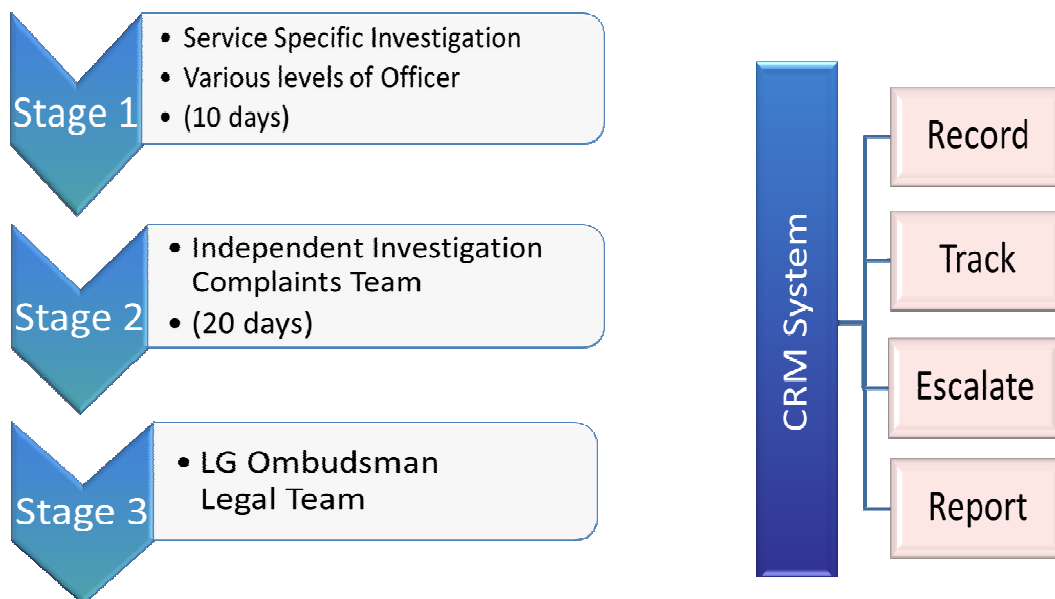 Stage 1
• Service Specific Investigation
• Various levels of Officer
• (10 days)
Stage 2
• Independent Investigation
Complaints Team
• (20 days)
Stage 3
• LG Ombudsman
Legal Team
CRM System
Record
Track
Escalate
Report